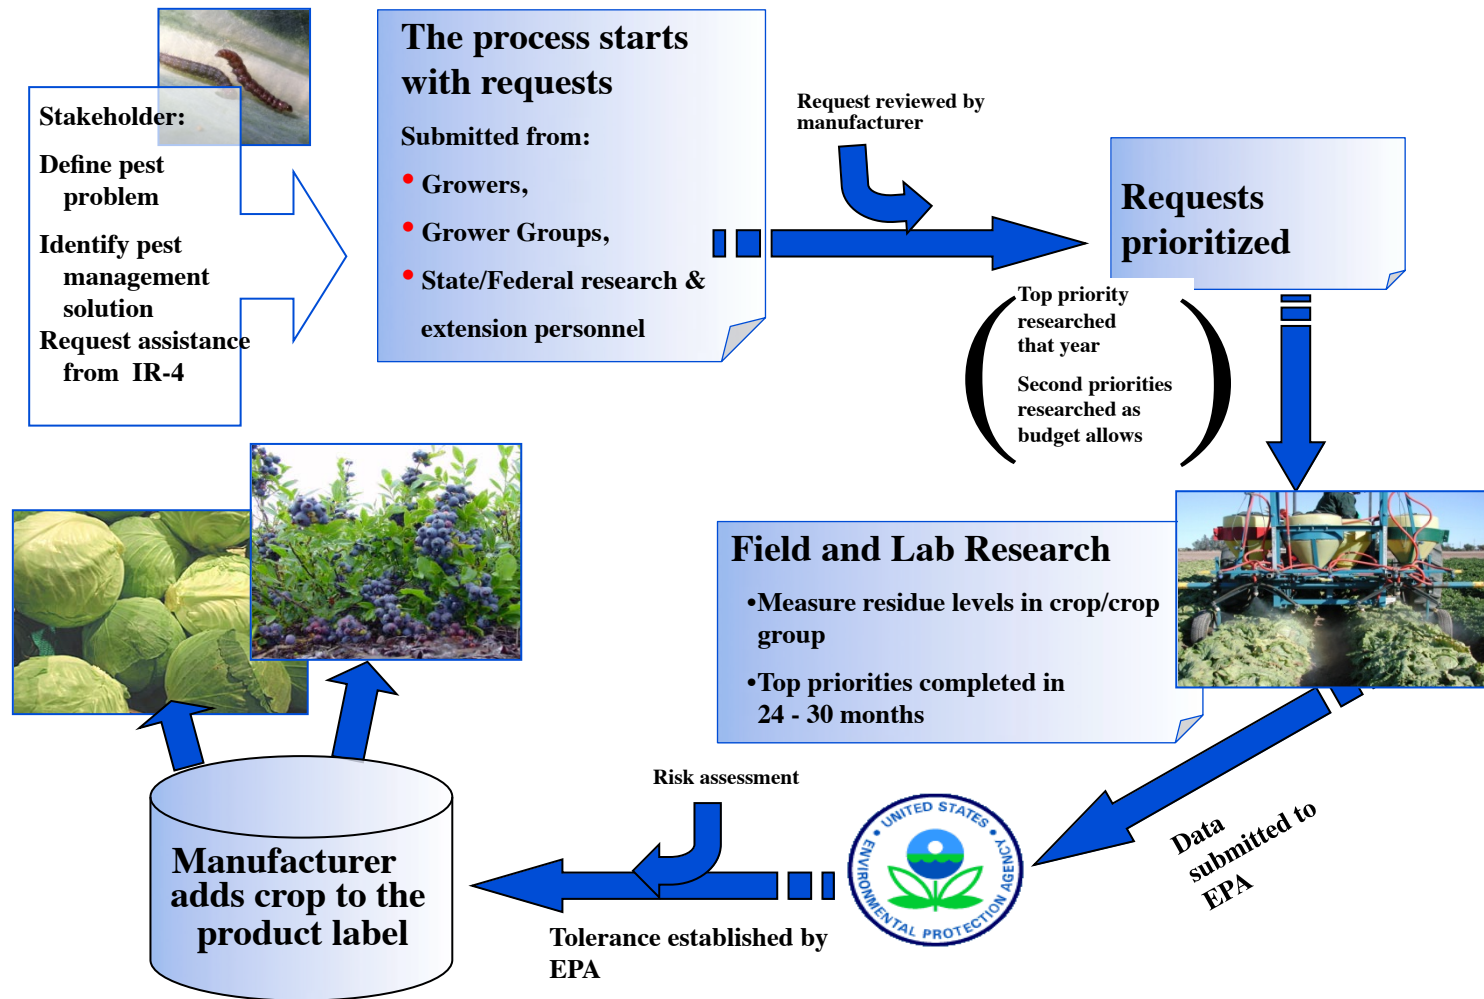 Stakeholder:
Define pest
problem
Identify pest
management
solution
Request assistance
from IR-4
The process starts
with requests
Submitted from:
• Growers,
• Grower Groups,
• State/Federal research &
extension personnel
Request reviewed by
manufacturer
Requests
prioritized
Top priority
researched
that year
Second priorities
researched as
budget allows
Field and Lab Research
•Measure residue levels in crop/crop
group
•Top priorities completed in
24 - 30 months
Data
submitted to
EPA
UNITED STATES
ENVIRONMENTAL PROTECTION AGENCY
Risk assessment
Tolerance established by
EPA
Manufacturer
adds crop to the
product label